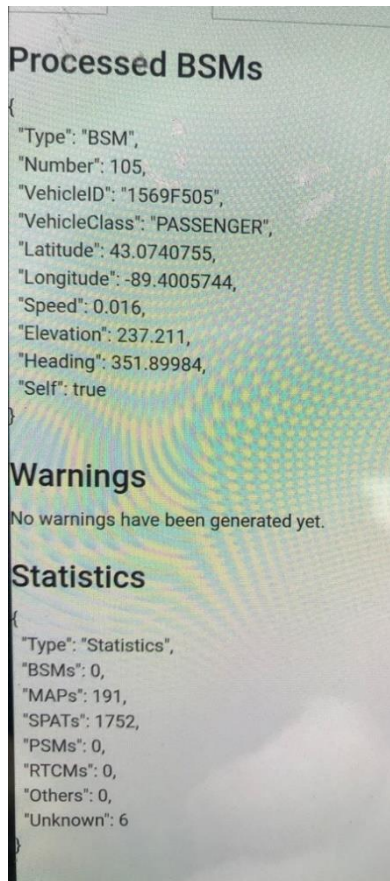 Processed BSMs
{
"Type": "BSM",
"Number": 105,
"VehicleID": "1569F505",
"VehicleClass": "PASSENGER",
"Latitude": 43.0740755,
"Longitude": -89.4005744,
"Speed": 0.016,
"Elevation": 237.211,
"Heading": 351.89984,
"Self": true
}
Warnings
No warnings have been generated yet.
Statistics
{
"Type": "Statistics",
"BSMs": 0,
"MAPs": 191,
"SPATs": 1752,
"PSMs": 0,
"RTCMs": 0,
"Others": 0,
"Unknown": 6
}